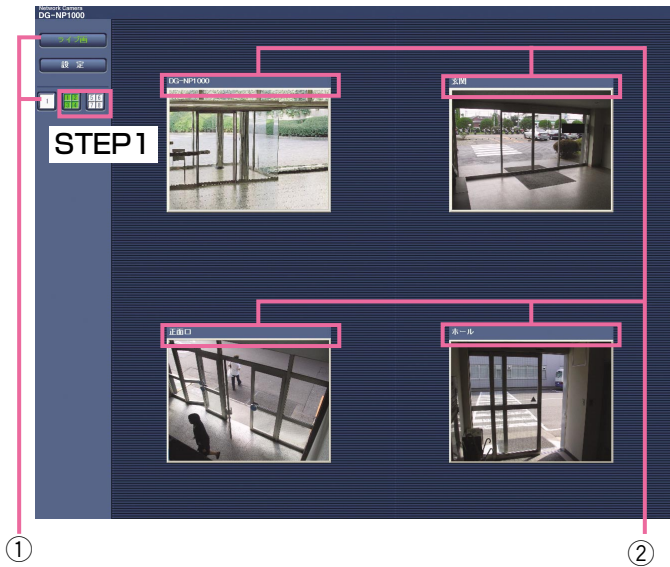 Network Camera
DG-NP1000
ライブ画
設 定
1
STEP1
DG-NP1000
玄関
正面口
ホール
①
②